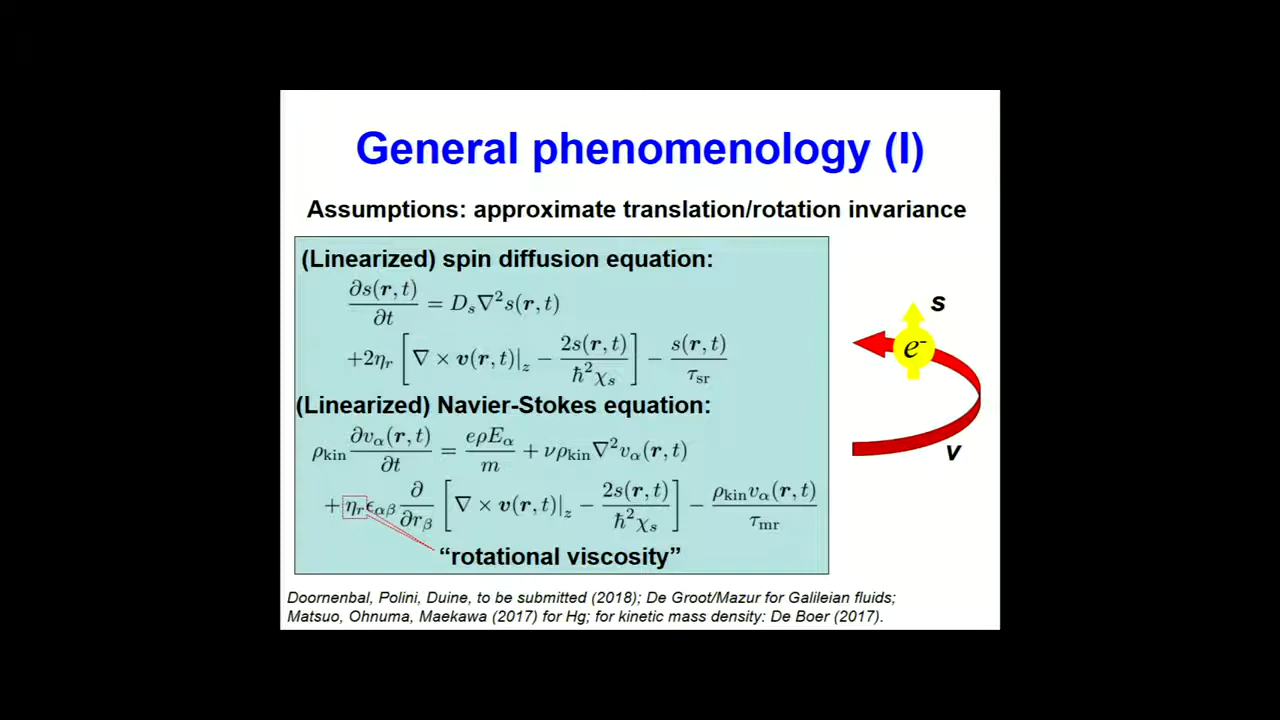 General phenomenology (I)
Assumptions: approximate translation/rotation invariance
(Linearized) spin diffusion equation:
∂s(r, t)/∂t = D_s∇²s(r, t)
+2η_r [∇ × v(r, t)|_z − 2s(r, t)/ħ²χ_s] − s(r, t)/τ_sr
(Linearized) Navier-Stokes equation:
ρ_kin ∂v_α(r, t)/∂t = eρE_α/m + νρ_kin∇²v_α(r, t)
+ η_r ϵ_αβ ∂/∂r_β [∇ × v(r, t)|_z − 2s(r, t)/ħ²χ_s] − ρ_kin v_α(r, t)/τ_mr
“rotational viscosity”
s
e⁻
v
Doornenbal, Polini, Duine, to be submitted (2018); De Groot/Mazur for Galileian fluids;
Matsuo, Ohnuma, Maekawa (2017) for Hg; for kinetic mass density: De Boer (2017).